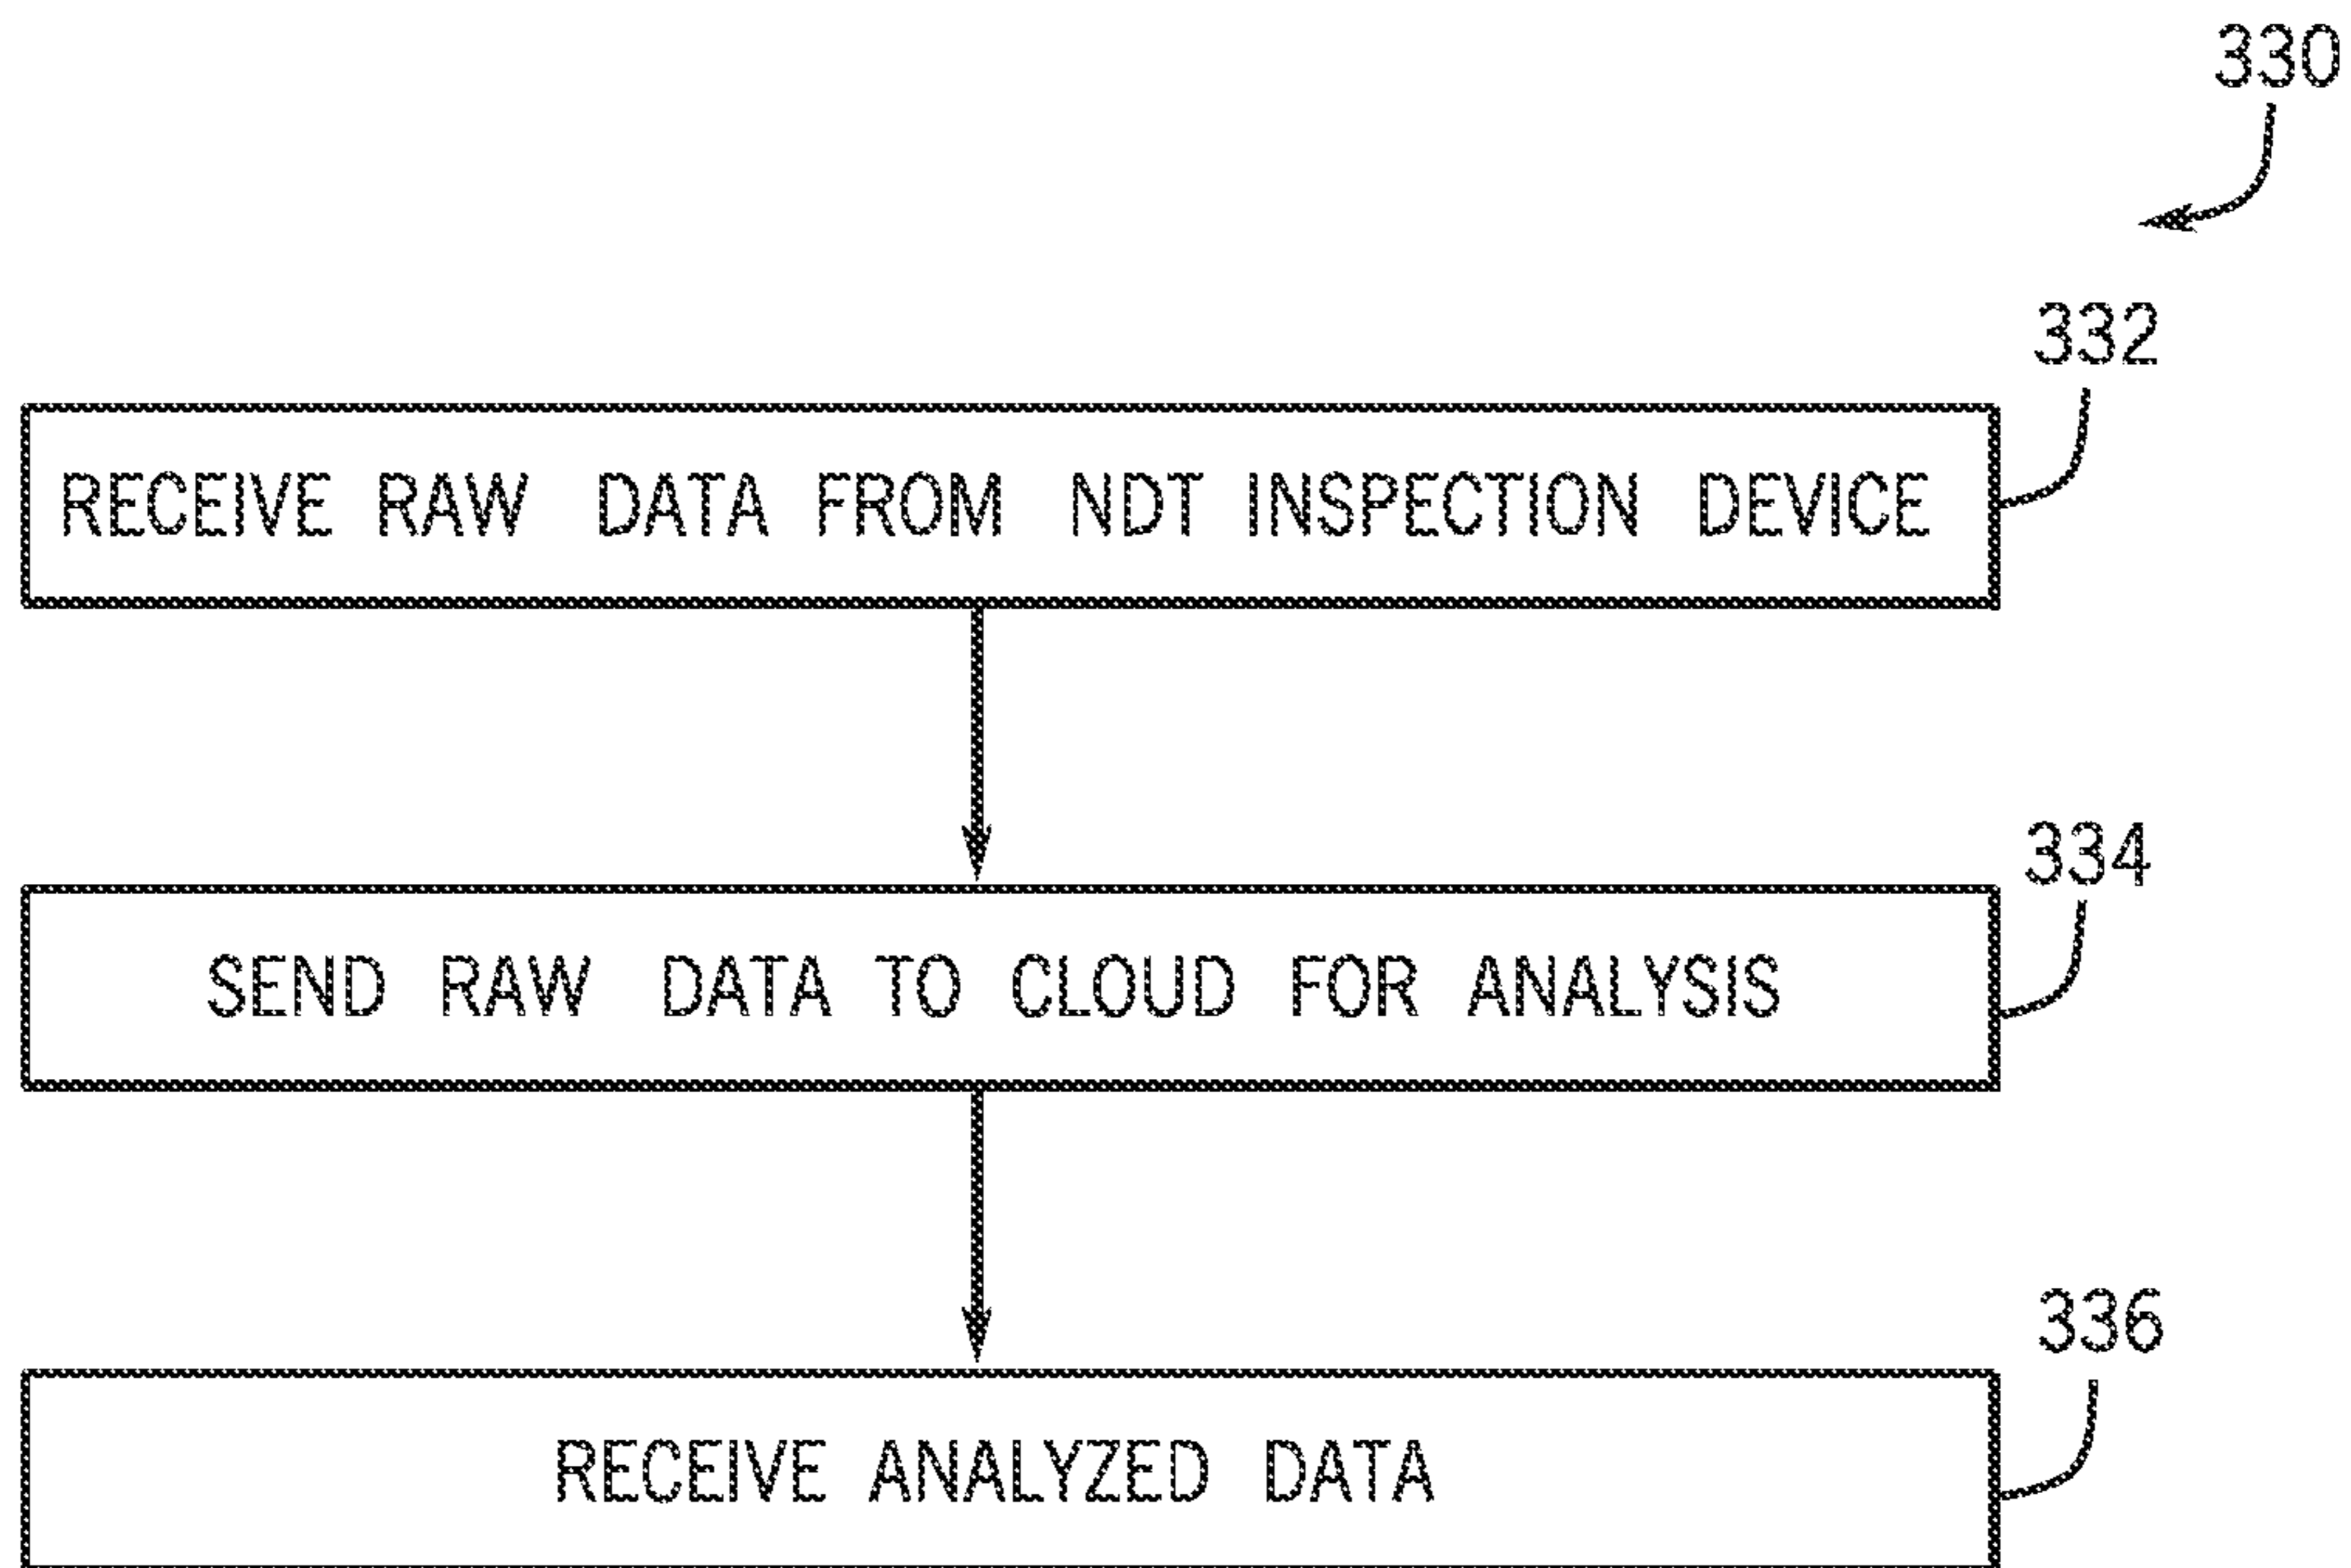 330
332
RECEIVE RAW DATA FROM NDT INSPECTION DEVICE
334
SEND RAW DATA TO CLOUD FOR ANALYSIS
336
RECEIVE ANALYZED DATA